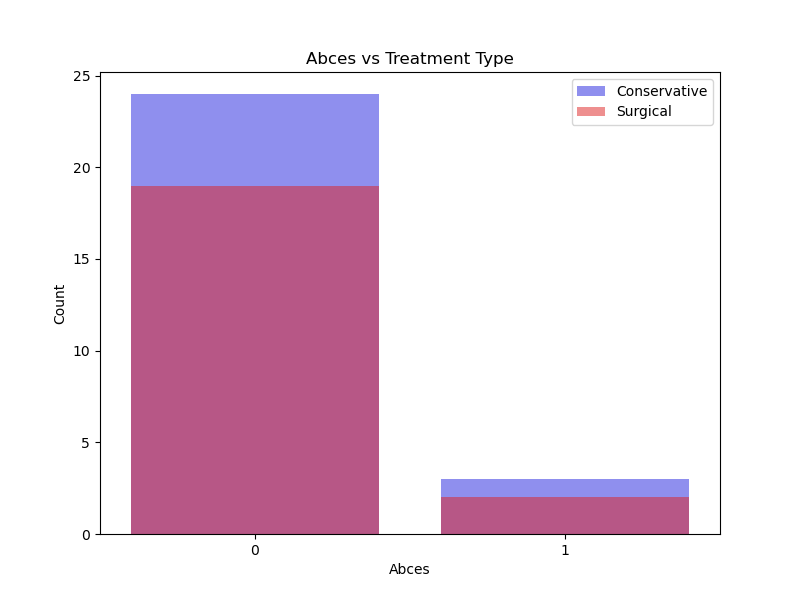 Abces vs Treatment Type
Conservative
Surgical
25
20
15
10
5
0
Count
0 1
Abces